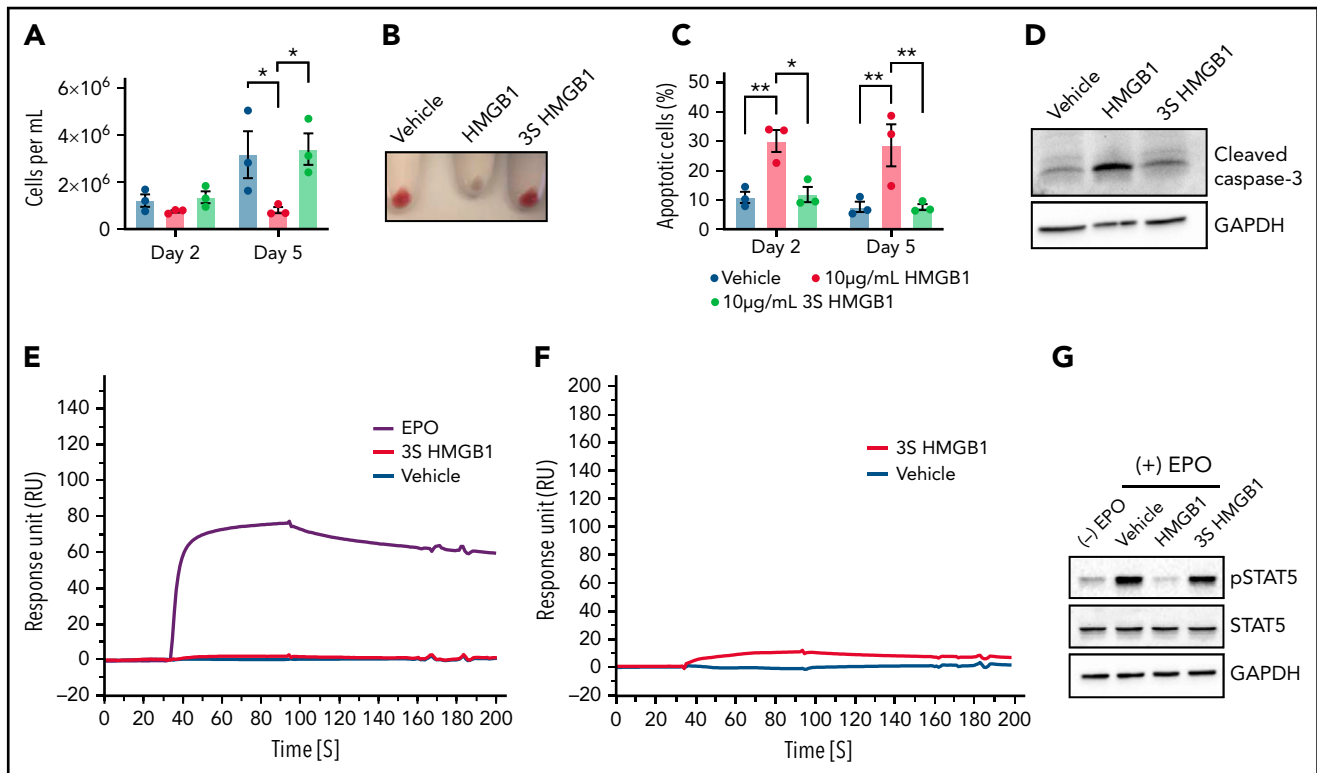 A
Cells per mL
6×10⁶
4×10⁶
2×10⁶
0
Day 2
Day 5
*
*
B
Vehicle
HMGB1
3S HMGB1
C
Apoptotic cells (%)
50
40
30
20
10
0
Day 2
Day 5
**
*
**
**
Vehicle
10µg/mL HMGB1
10µg/mL 3S HMGB1
D
Vehicle
HMGB1
3S HMGB1
Cleaved
caspase-3
GAPDH
E
Response unit (RU)
140
120
100
80
60
40
20
0
–20
0 20 40 60 80 100 120 140 160 180 200
Time [S]
EPO
3S HMGB1
Vehicle
F
Response unit (RU)
200
180
160
140
120
100
80
60
40
20
0
–20
0 20 40 60 80 100 120 140 160 180 200
Time [S]
3S HMGB1
Vehicle
G
(+) EPO
(–) EPO
Vehicle
HMGB1
3S HMGB1
pSTAT5
STAT5
GAPDH